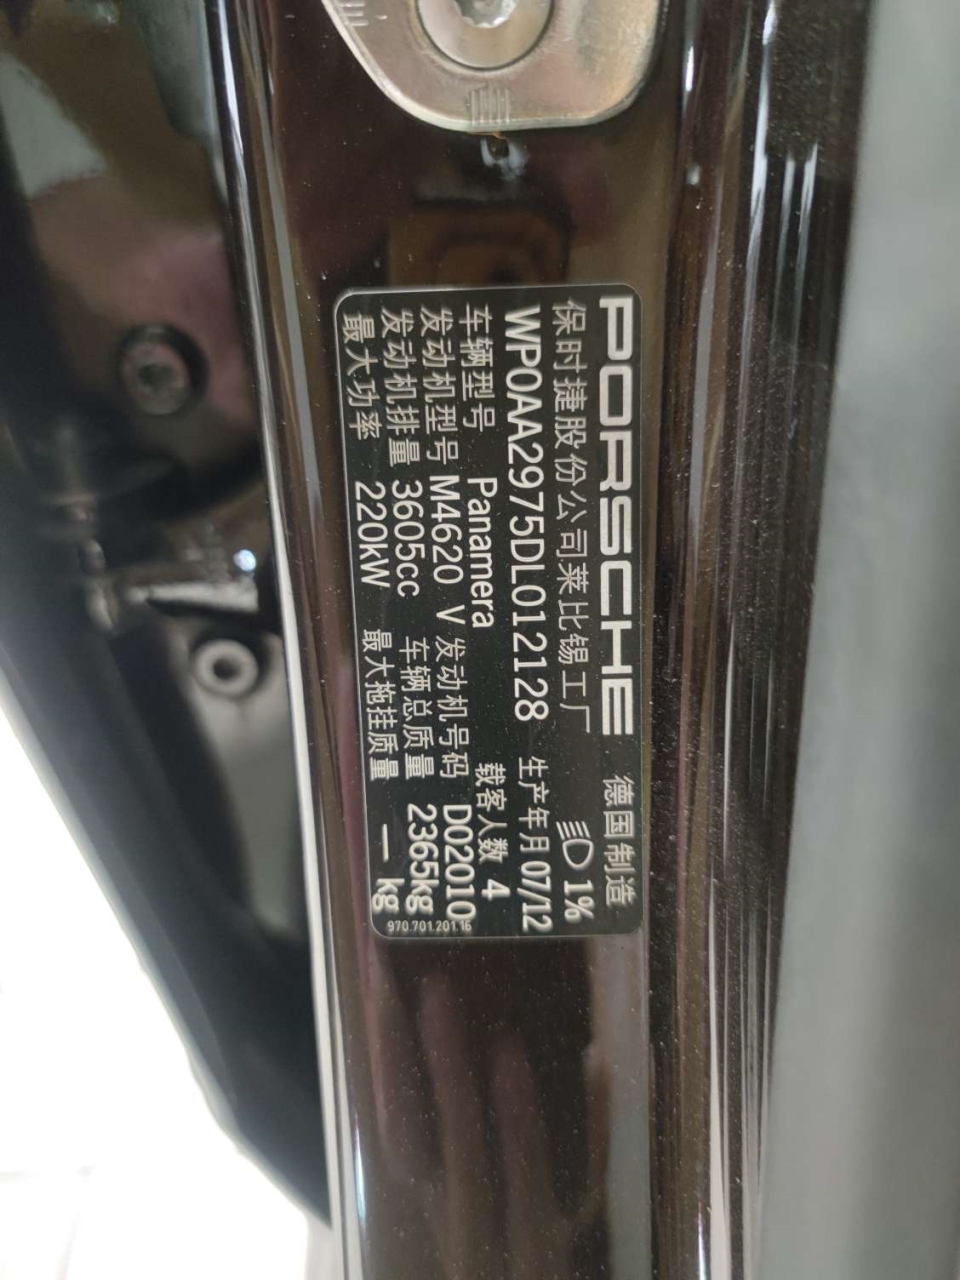 PORSCHE 德国制造
保时捷股份公司莱比锡工厂 1%
WP0AA2975DL012128 生产年月 07/12
车辆型号 Panamera 载客人数 4
发动机型号 M4620 V 发动机号码 D02010
发动机排量 3605cc 车辆总质量 2365kg
最大功率 220kW 最大拖挂质量 — kg
970.701.201.16